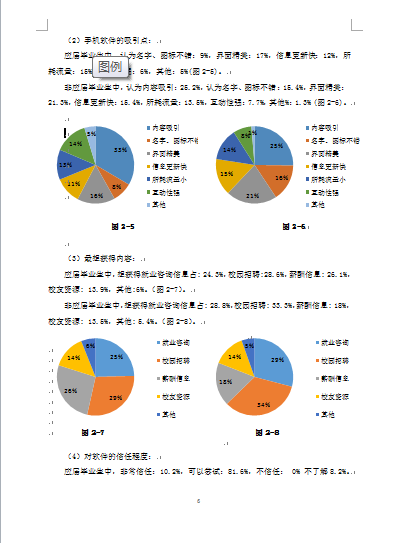 （2）手机软件的吸引点：
应届毕业生中，认为名字、图标不错：9%，界面精美：17%，信息更新快：12%，所
耗流量：15%
图例
：6%，其他：5%(图2-5)。
非应届毕业生中，认为内容吸引：25.2%，认为名字、图标不错：15.4%，界面精美：
21.3%，信息更新快：15.4%，所耗流量：13.5%，互动性强：7.7% 其他%：1.3%(图2-6)。
33%
8%
16%
11%
13%
14%
5%
内容吸引
名字、图标不错
界面精美
信息更新快
所耗流量小
互动性强
其他
25%
16%
21%
15%
14%
8%
内容吸引
名字、图标不错
界面精美
信息更新快
所耗流量小
互动性强
其他
图 2-5
图 2-6
（3）最想获得内容：
应届毕业生中，想获得就业咨询信息占：24.3%，校园招聘：28.6%，薪酬信息：26.1%，
校友资源：13.9%，其他：6%。（图2-7）。
非应届毕业生中，想获得就业咨询信息占：28.8%，校园招聘：33.3%，薪酬信息：18%，
校友资源：13.5%，其他：5.4%。（图2-8）。
25%
29%
26%
14%
6%
就业咨询
校园招聘
薪酬信息
校友资源
其他
29%
34%
18%
14%
5%
就业咨询
校园招聘
薪酬信息
校友资源
其他
图 2-7
图 2-8
（4）对软件的信任程度：
应届毕业生中，非常信任：10.2%，可以尝试：81.6%，不信任： 0% 不了解8.2%。
6